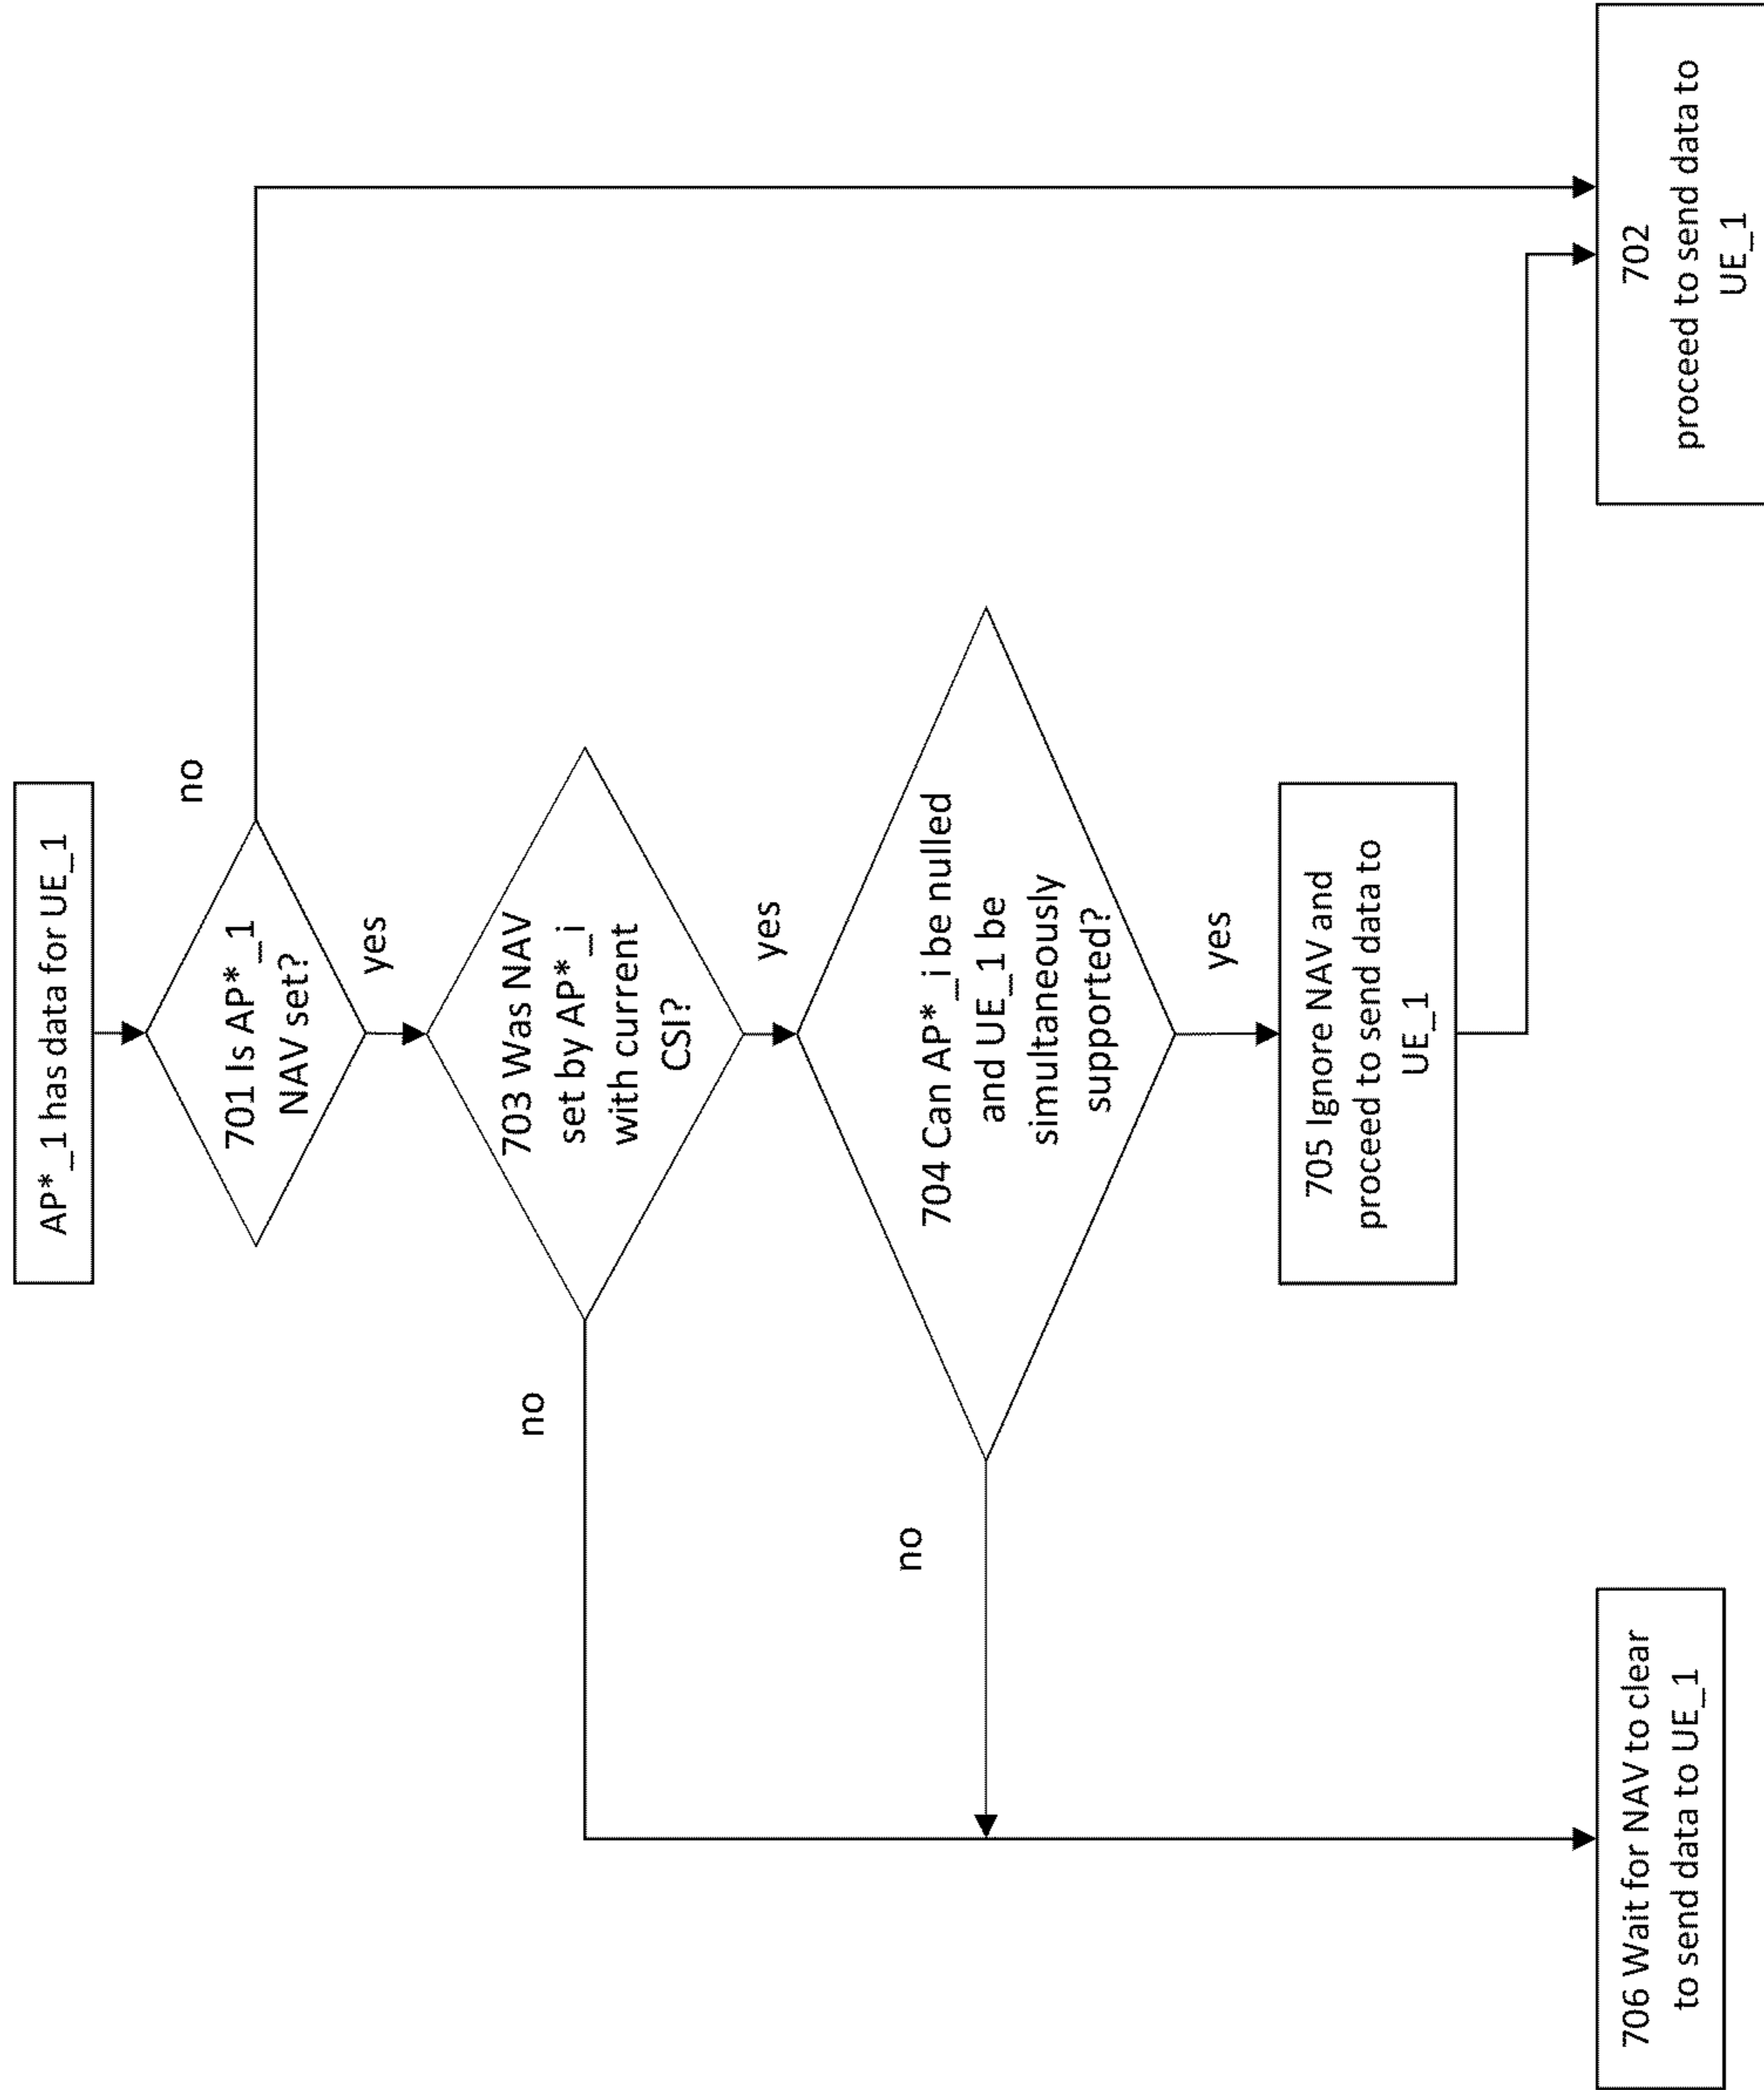 AP*_1 has data for UE_1
701 Is AP*_1
NAV set?
no
yes
703 Was NAV
set by AP*_i
with current
CSI?
no
yes
704 Can AP*_i be nulled
and UE_1 be
simultaneously
supported?
no
yes
705 Ignore NAV and
proceed to send data to
UE_1
706 Wait for NAV to clear
to send data to UE_1
702
proceed to send data to
UE_1